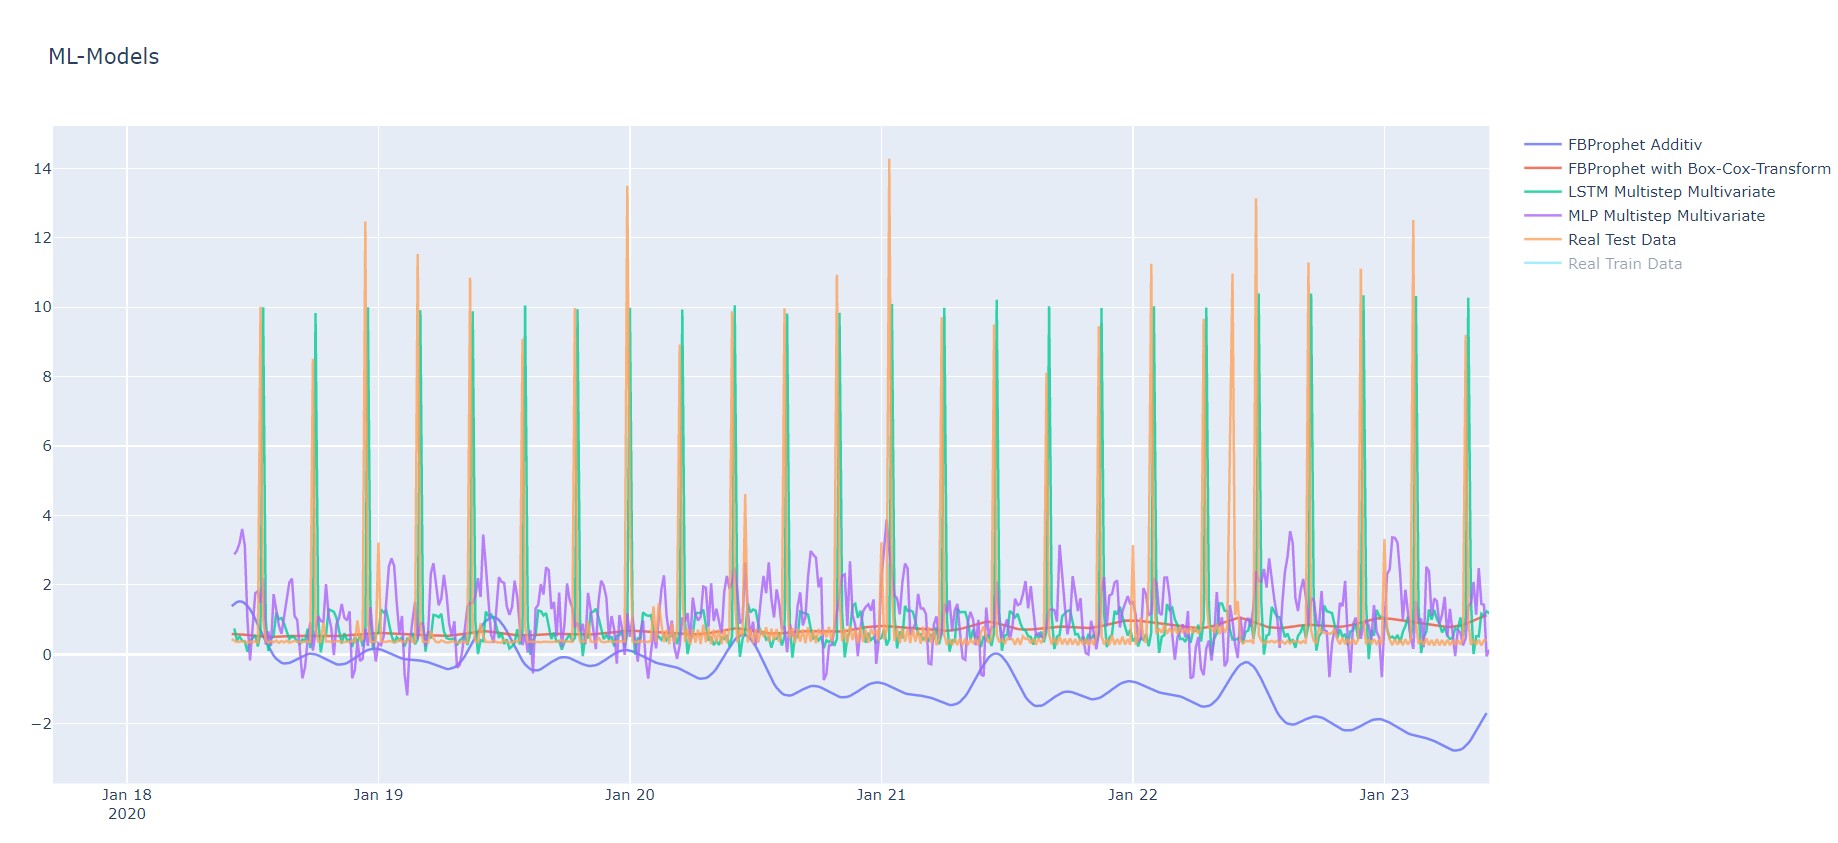 ML-Models
14
12
10
8
6
4
2
0
−2
Jan 18
2020
Jan 19
Jan 20
Jan 21
Jan 22
Jan 23
FBProphet Additiv
FBProphet with Box-Cox-Transform
LSTM Multistep Multivariate
MLP Multistep Multivariate
Real Test Data
Real Train Data